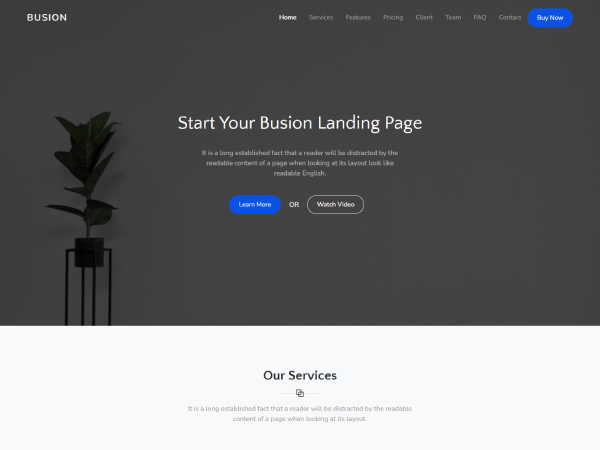 BUSION
Home Services Features Pricing Client Team FAQ Contact Buy Now
Start Your Busion Landing Page
It is a long established fact that a reader will be distracted by the
readable content of a page when looking at its layout look like
readable English.
Learn More OR Watch Video
Our Services
It is a long established fact that a reader will be distracted by the readable
content of a page when looking at its layout.